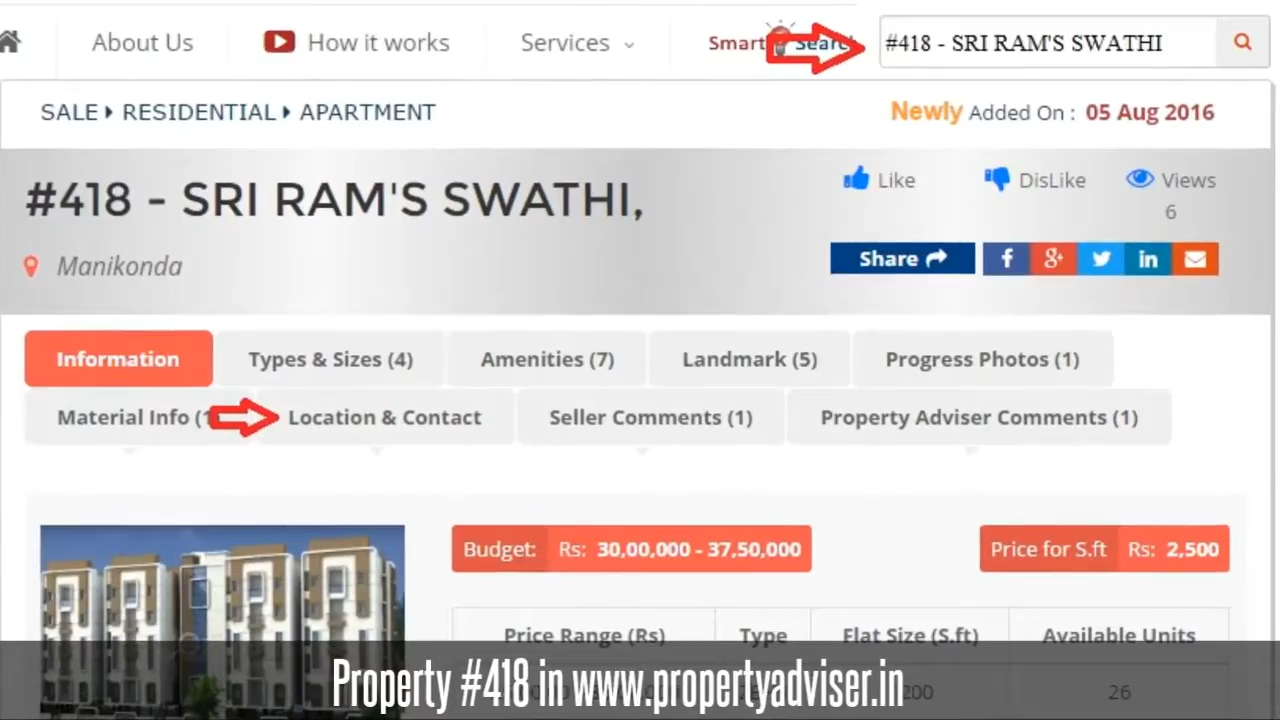 About Us How it works Services Smart Search #418 - SRI RAM'S SWATHI
SALE RESIDENTIAL APARTMENT Newly Added On : 05 Aug 2016
#418 - SRI RAM'S SWATHI,
Like DisLike Views
6
Manikonda
Share f g+ in
Information Types & Sizes (4) Amenities (7) Landmark (5) Progress Photos (1)
Material Info (1 Location & Contact Seller Comments (1) Property Adviser Comments (1)
Budget: Rs: 30,00,000 - 37,50,000 Price for S.ft Rs: 2,500
Price Range (Rs) Type Flat Size (S.ft) Available Units
26
Property #418 in www.propertyadviser.in